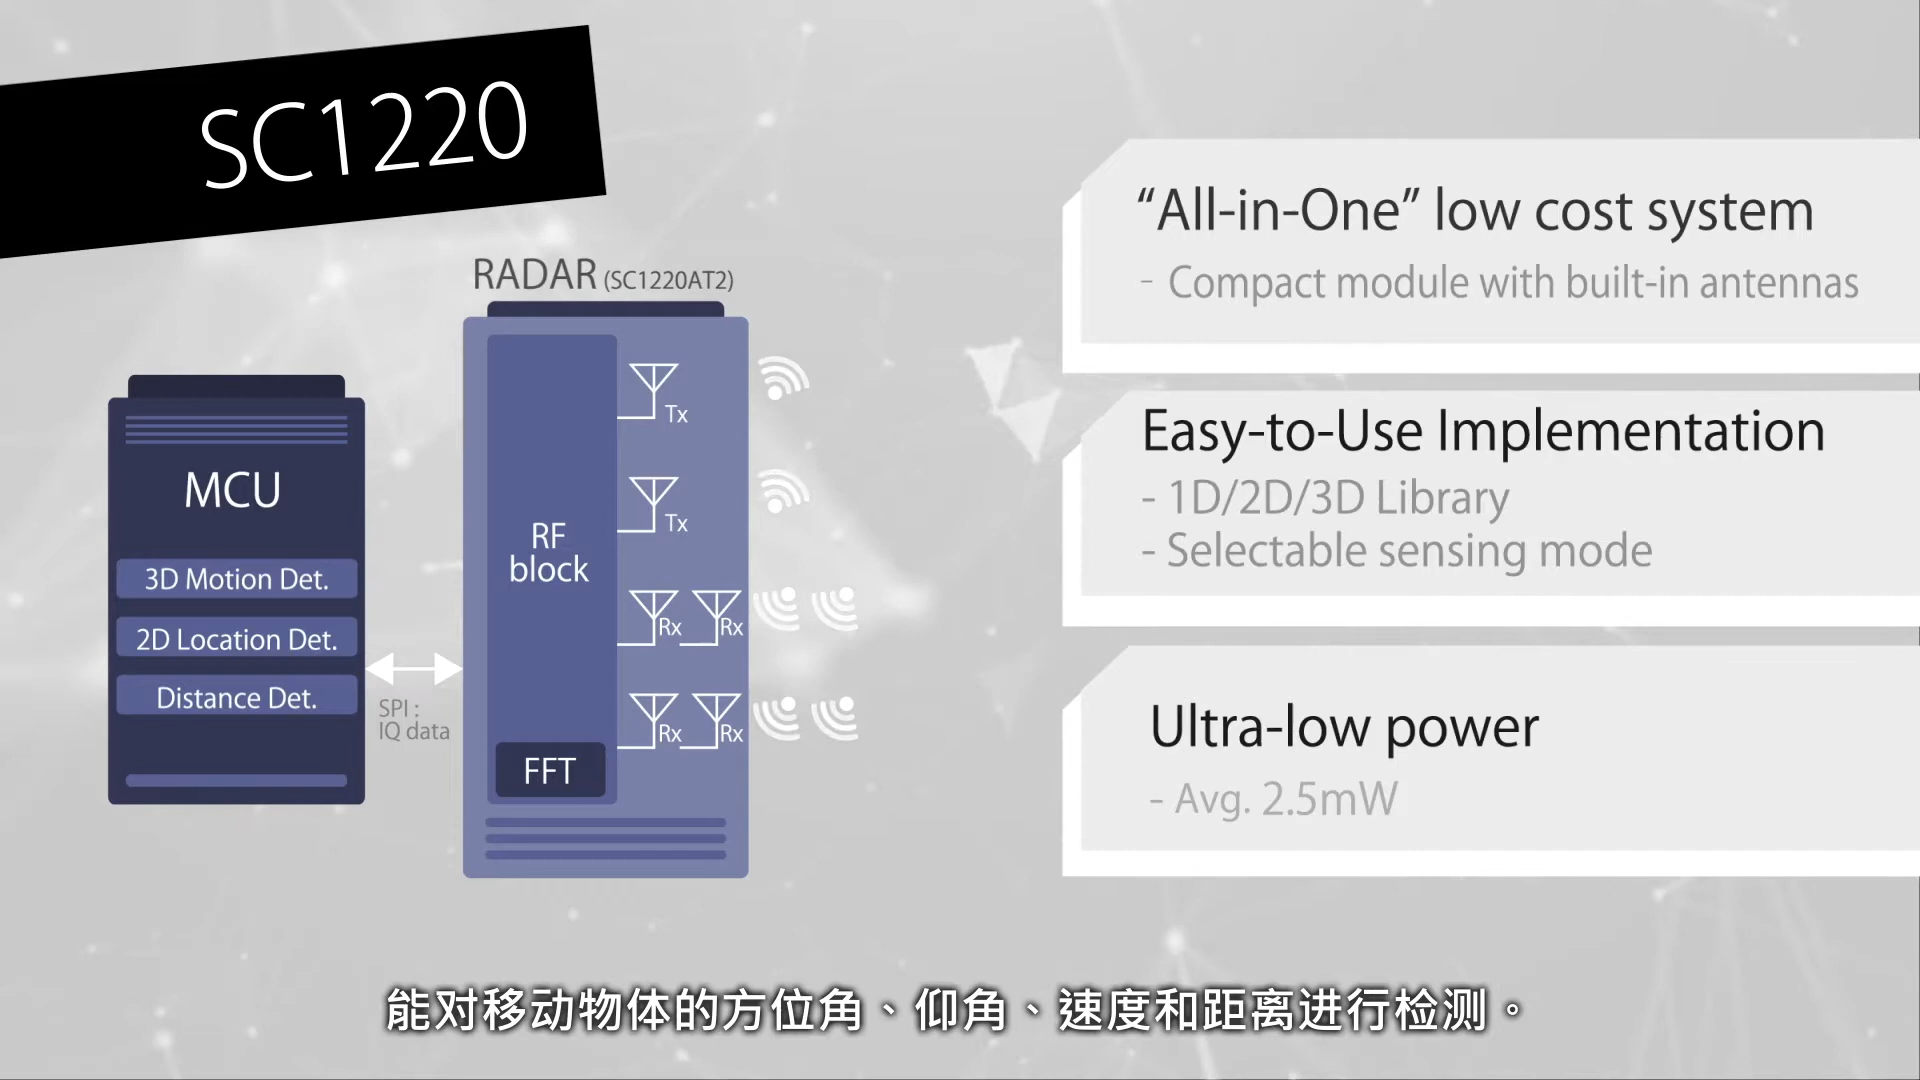 SC1220
RADAR (SC1220AT2)
MCU
3D Motion Det.
2D Location Det.
Distance Det.
SPI :
IQ data
RF
block
FFT
Tx
Tx
Rx Rx
Rx Rx
“All-in-One” low cost system
- Compact module with built-in antennas
Easy-to-Use Implementation
- 1D/2D/3D Library
- Selectable sensing mode
Ultra-low power
- Avg. 2.5mW
能对移动物体的方位角、仰角、速度和距离进行检测。